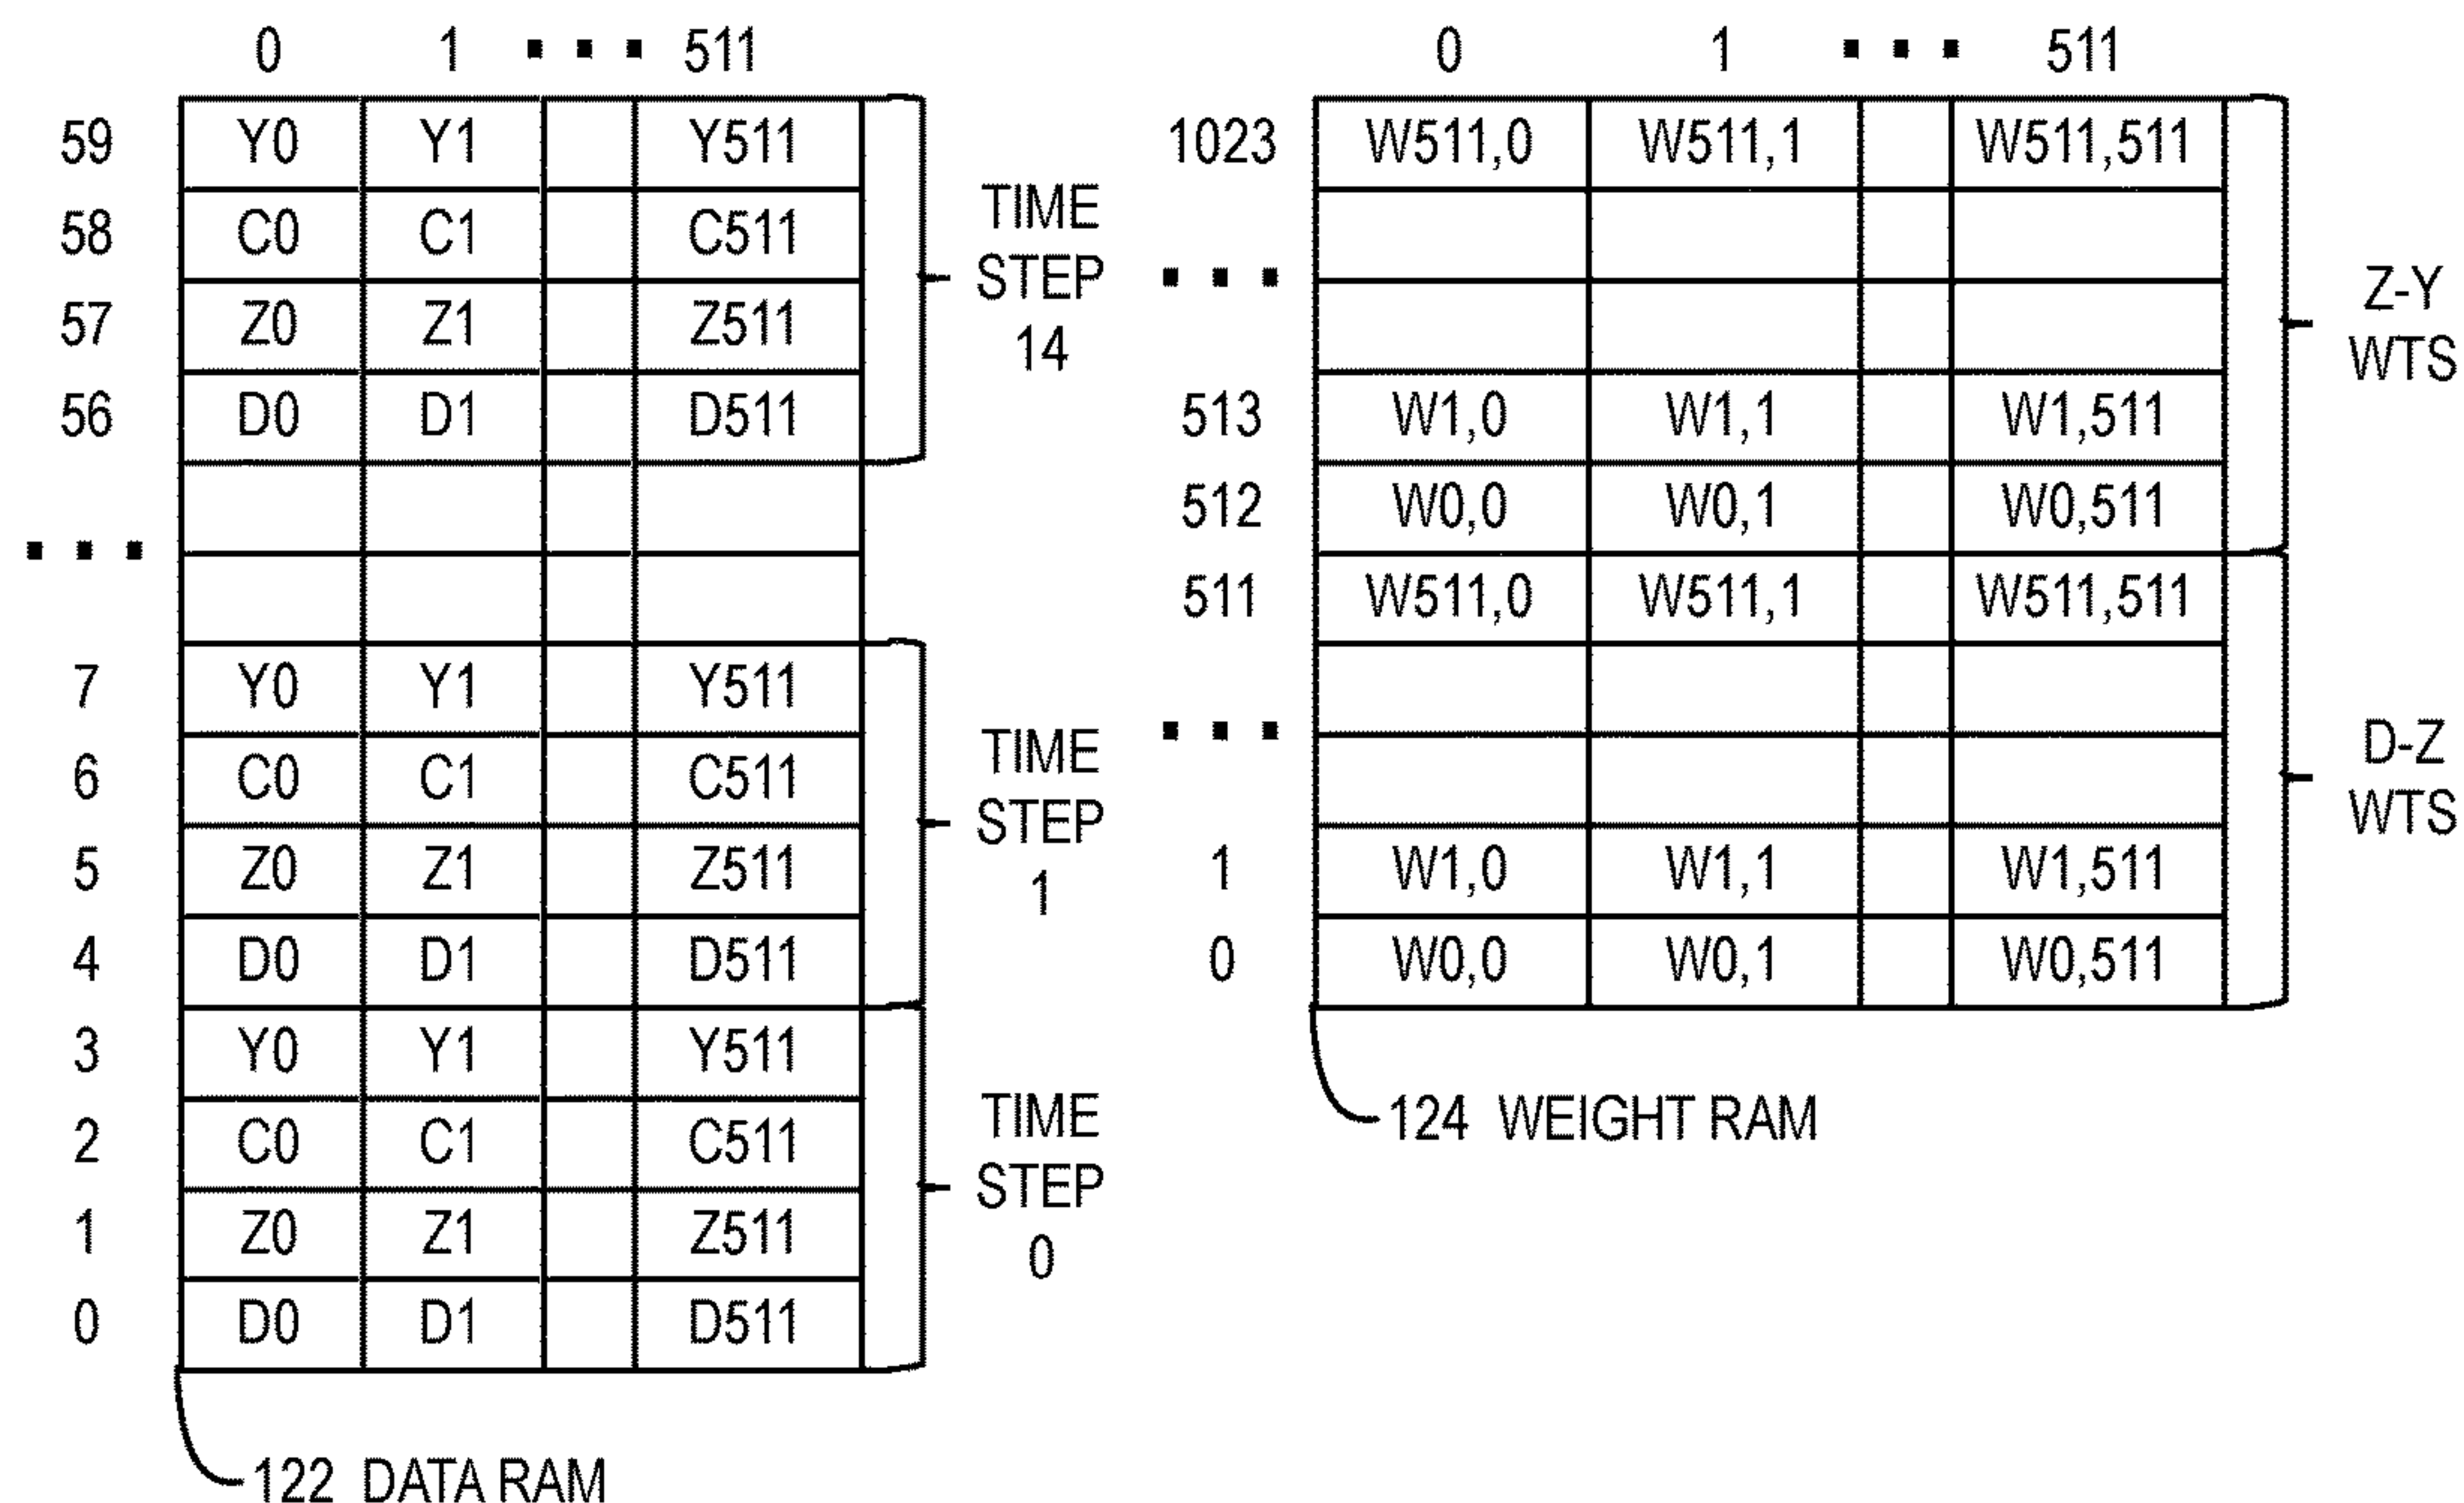 0 1 ... 511
59 Y0 Y1 Y511
58 C0 C1 C511
57 Z0 Z1 Z511
56 D0 D1 D511
TIME
STEP
14
...
7 Y0 Y1 Y511
6 C0 C1 C511
5 Z0 Z1 Z511
4 D0 D1 D511
TIME
STEP
1
3 Y0 Y1 Y511
2 C0 C1 C511
1 Z0 Z1 Z511
0 D0 D1 D511
TIME
STEP
0
122 DATA RAM
0 1 ... 511
1023 W511,0 W511,1 W511,511
...
513 W1,0 W1,1 W1,511
512 W0,0 W0,1 W0,511
Z-Y
WTS
511 W511,0 W511,1 W511,511
...
1 W1,0 W1,1 W1,511
0 W0,0 W0,1 W0,511
D-Z
WTS
124 WEIGHT RAM